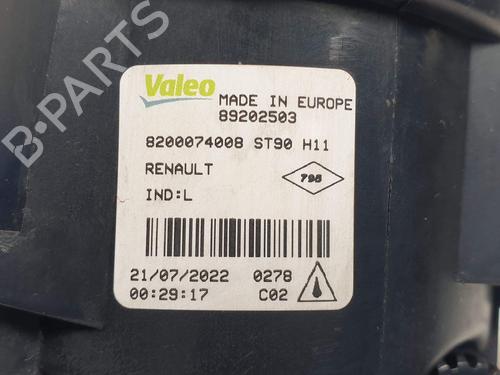 Valeo
MADE IN EUROPE
89202503
8200074008 ST90 H11
RENAULT
798
IND:L
21/07/2022 0278
00:29:17 C02
B-PARTS